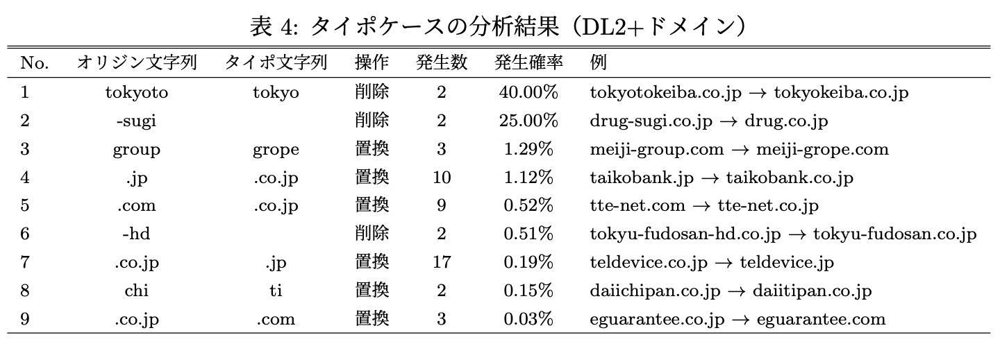 表 4: タイポケースの分析結果（DL2+ドメイン）
No. オリジン文字列 タイポ文字列 操作 発生数 発生確率 例
1 tokyoto tokyo 削除 2 40.00% tokyotokeiba.co.jp → tokyokeiba.co.jp
2 -sugi 削除 2 25.00% drug-sugi.co.jp → drug.co.jp
3 group grope 置換 3 1.29% meiji-group.com → meiji-grope.com
4 .jp .co.jp 置換 10 1.12% taikobank.jp → taikobank.co.jp
5 .com .co.jp 置換 9 0.52% tte-net.com → tte-net.co.jp
6 -hd 削除 2 0.51% tokyu-fudosan-hd.co.jp → tokyu-fudosan.co.jp
7 .co.jp .jp 置換 17 0.19% teldevice.co.jp → teldevice.jp
8 chi ti 置換 2 0.15% daiichipan.co.jp → daiitipan.co.jp
9 .co.jp .com 置換 3 0.03% eguarantee.co.jp → eguarantee.com